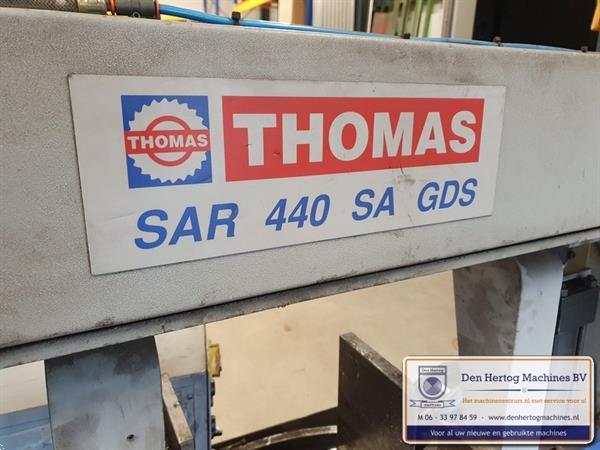 THOMAS
THOMAS
SAR 440 SA GDS
Den Hertog
Den Hertog Machines BV
Het machinecentrum.nl met service voor u!
M 06 - 33 97 84 59 - www.denhertogmachines.nl
Voor al uw nieuwe en gebruikte machines